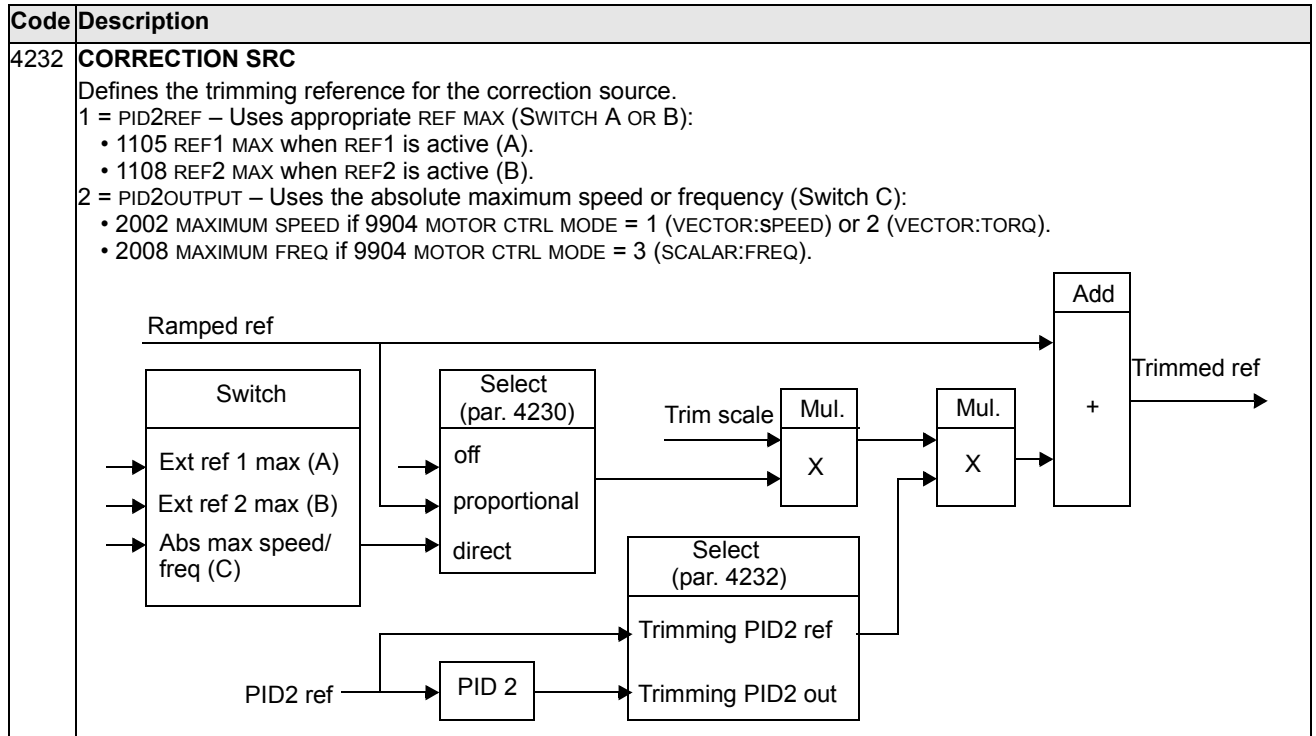 Code Description
4232 CORRECTION SRC
Defines the trimming reference for the correction source.
1 = PID2REF – Uses appropriate REF MAX (SWITCH A OR B):
• 1105 REF1 MAX when REF1 is active (A).
• 1108 REF2 MAX when REF2 is active (B).
2 = PID2OUTPUT – Uses the absolute maximum speed or frequency (Switch C):
• 2002 MAXIMUM SPEED if 9904 MOTOR CTRL MODE = 1 (VECTOR:SPEED) or 2 (VECTOR:TORQ).
• 2008 MAXIMUM FREQ if 9904 MOTOR CTRL MODE = 3 (SCALAR:FREQ).
Add
+
Ramped ref
Trimmed ref
Switch
Ext ref 1 max (A)
Ext ref 2 max (B)
Abs max speed/
freq (C)
Select
(par. 4230)
off
proportional
direct
Trim scale
Mul.
X
Mul.
X
Select
(par. 4232)
Trimming PID2 ref
Trimming PID2 out
PID2 ref
PID 2